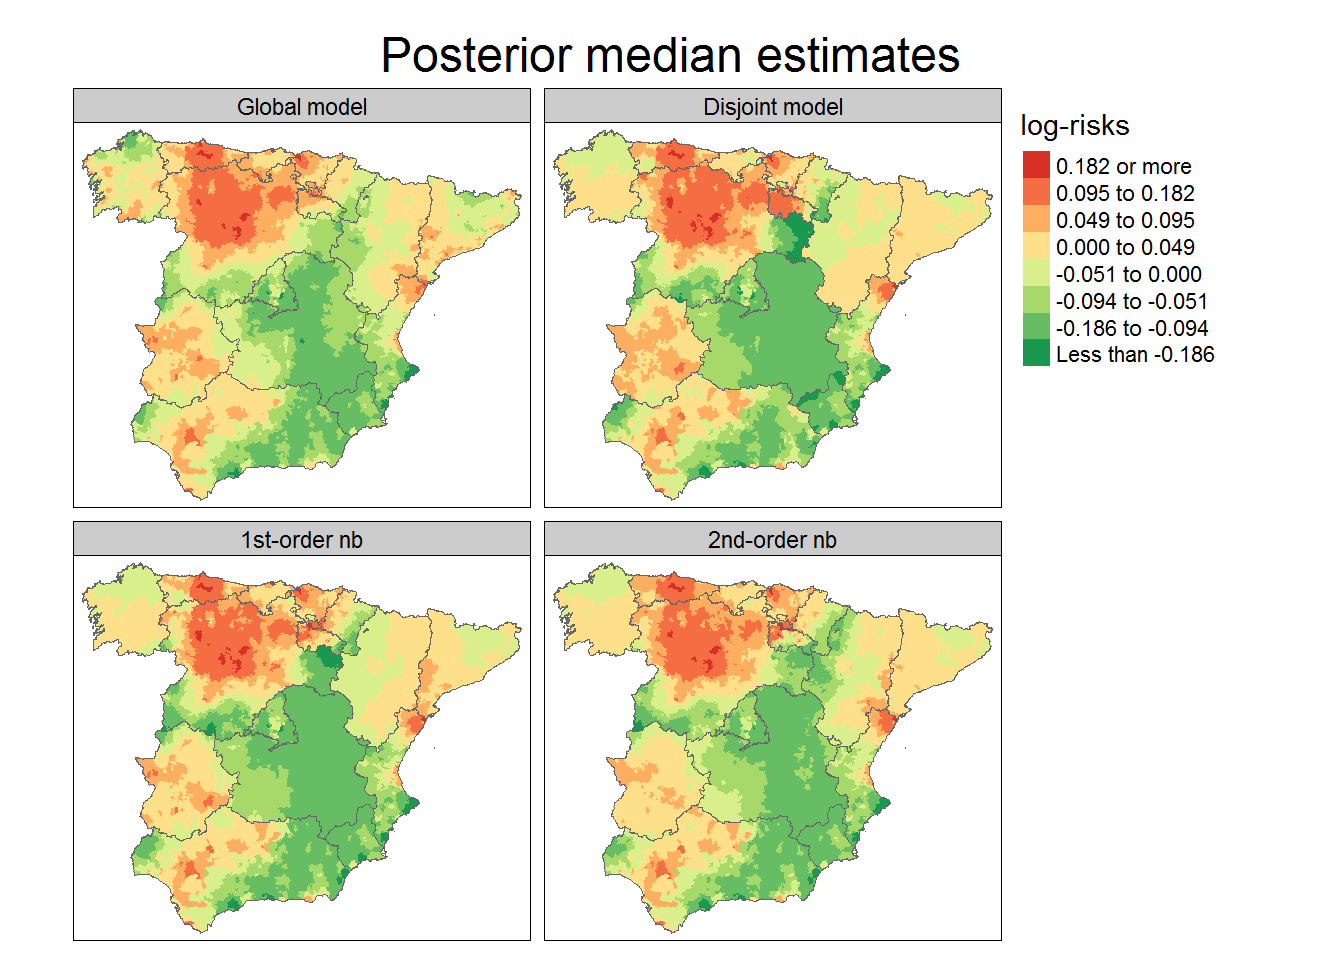 Posterior median estimates
Global model
Disjoint model
log-risks
0.182 or more
0.095 to 0.182
0.049 to 0.095
0.000 to 0.049
-0.051 to 0.000
-0.094 to -0.051
-0.186 to -0.094
Less than -0.186
1st-order nb
2nd-order nb